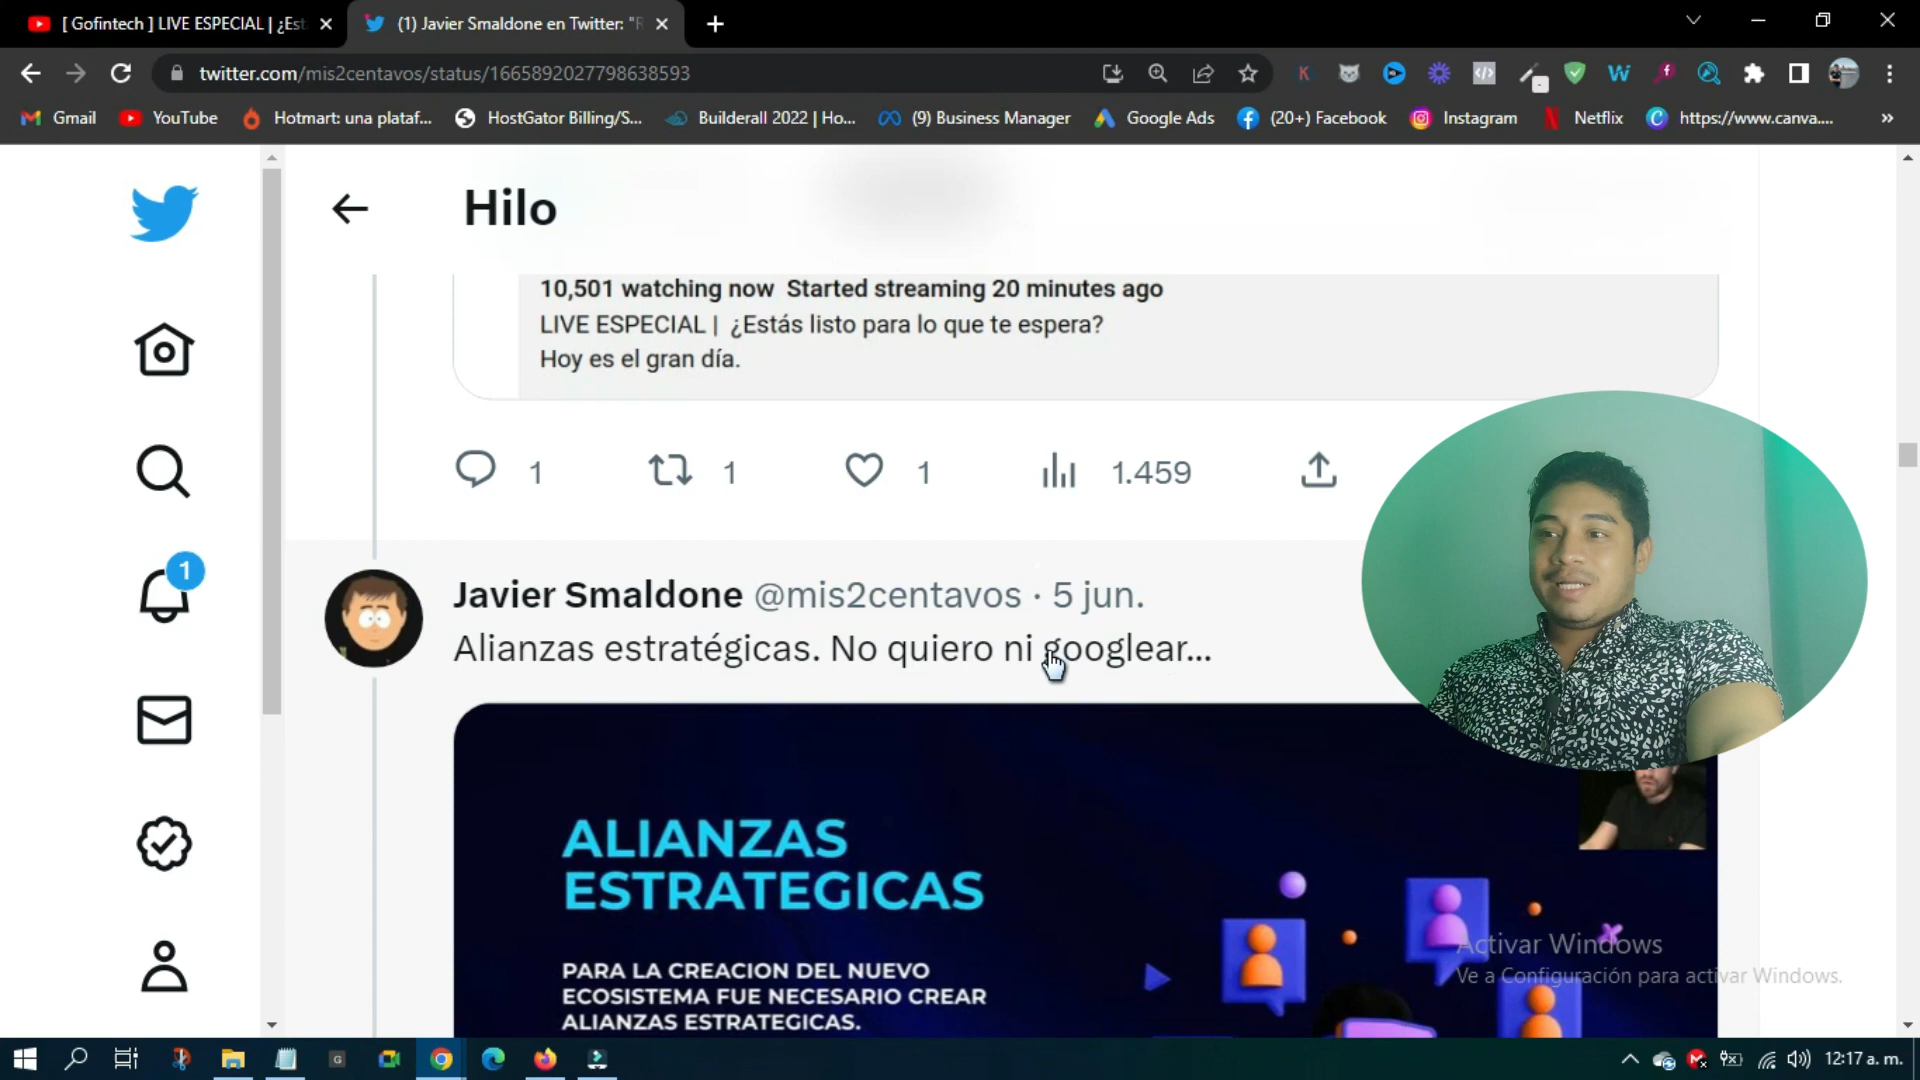 [ Gofintech ] LIVE ESPECIAL | ¿Est
(1) Javier Smaldone en Twitter: "R
twitter.com/mis2centavos/status/1665892027798638593
Gmail
YouTube
Hotmart: una plataf...
HostGator Billing/S...
Builderall 2022 | Ho...
(9) Business Manager
Google Ads
(20+) Facebook
Instagram
Netflix
https://www.canva....
»
Hilo
10,501 watching now Started streaming 20 minutes ago
LIVE ESPECIAL | ¿Estás listo para lo que te espera?
Hoy es el gran día.
1 1 1 1.459
1
Javier Smaldone @mis2centavos · 5 jun.
Alianzas estratégicas. No quiero ni googlear...
ALIANZAS
ESTRATEGICAS
PARA LA CREACION DEL NUEVO
ECOSISTEMA FUE NECESARIO CREAR
ALIANZAS ESTRATEGICAS.
Activar Windows
Ve a Configuración para activar Windows.
12:17 a. m.